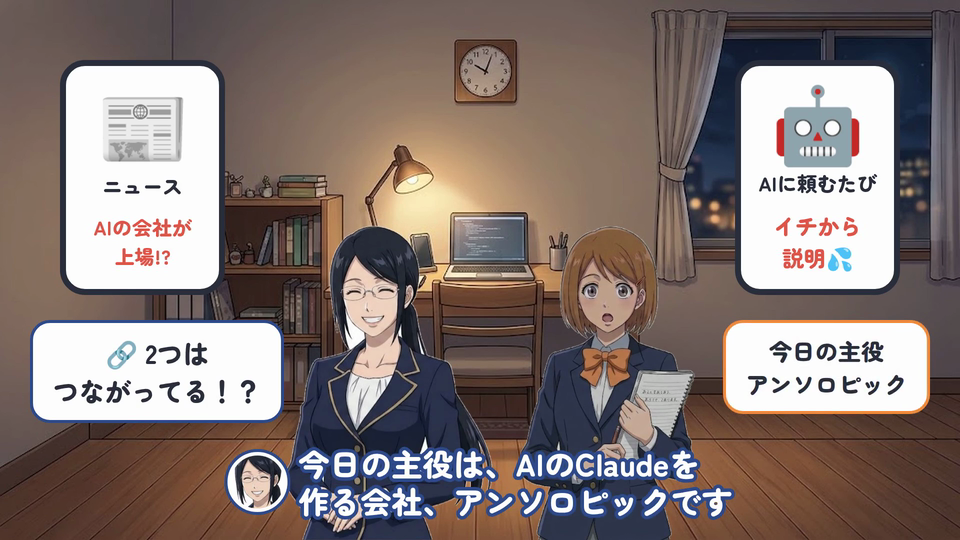 ニュース
AIの会社が
上場!?
AIに頼むたび
イチから
説明
2つは
つながってる！？
今日の主役
アンソロピック
今日の主役は、AIのClaudeを
作る会社、アンソロピックです